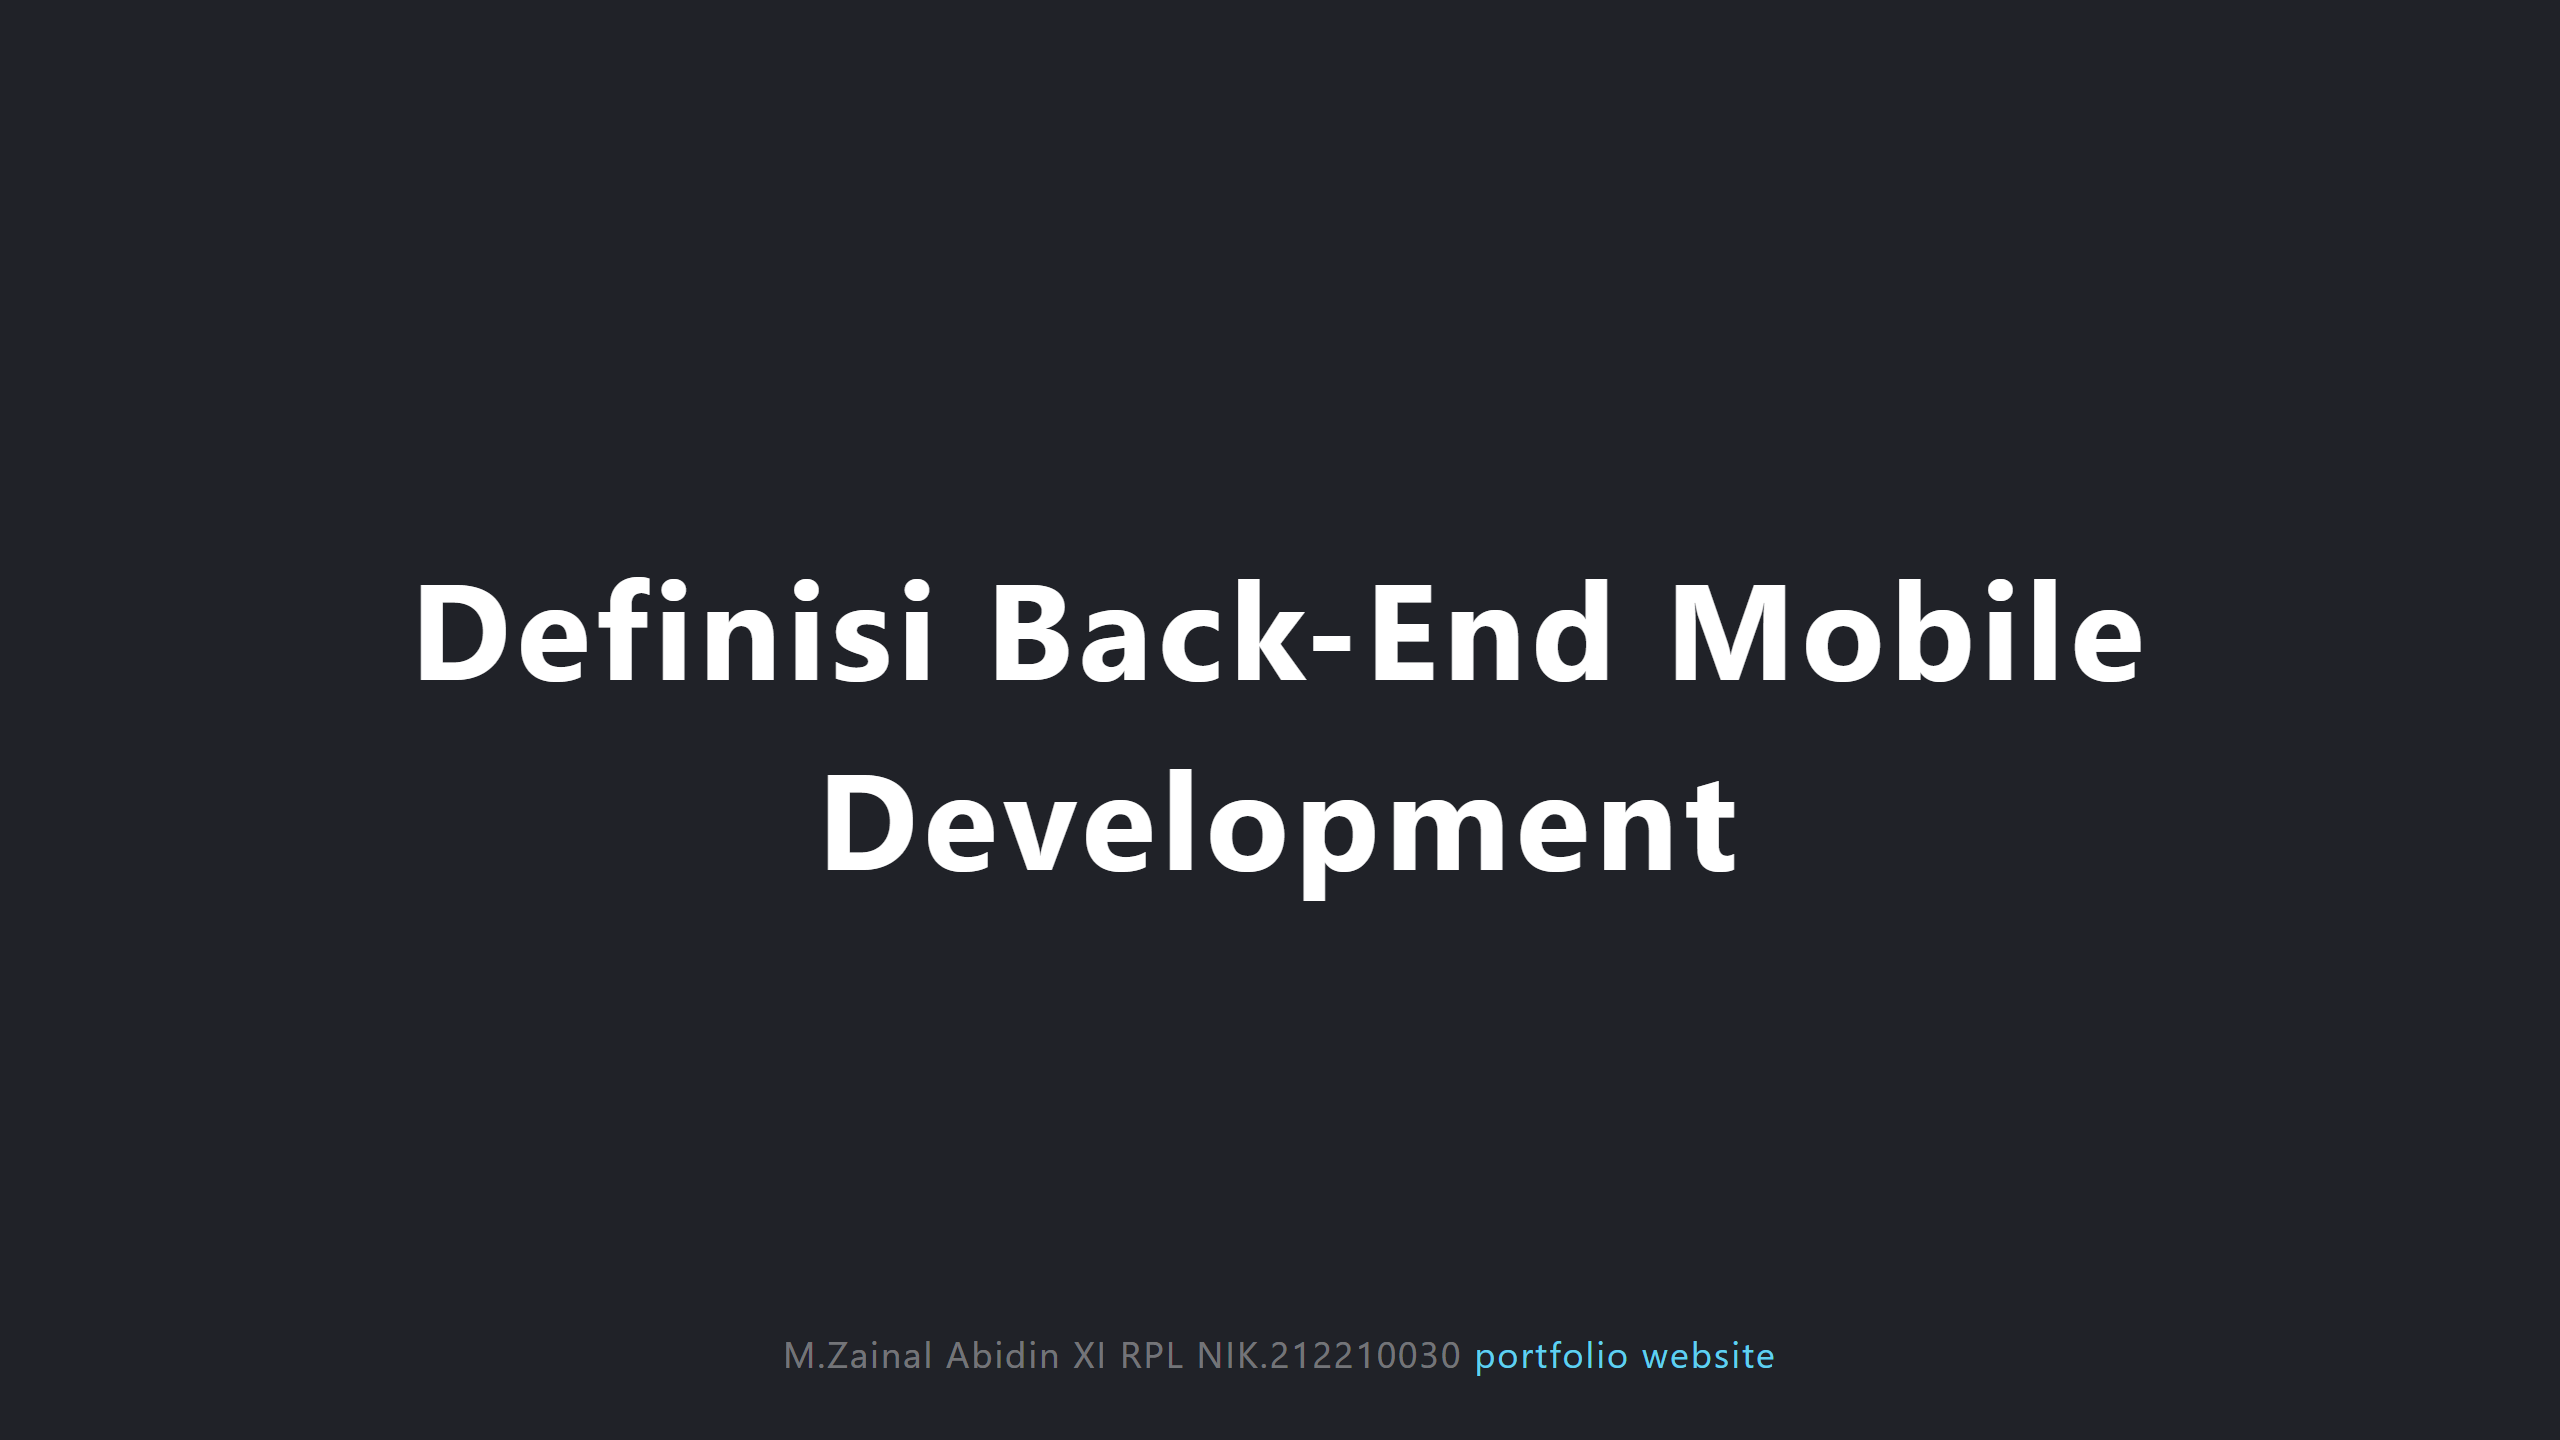 Definisi Back-End Mobile
Development
M.Zainal Abidin XI RPL NIK.212210030 portfolio website